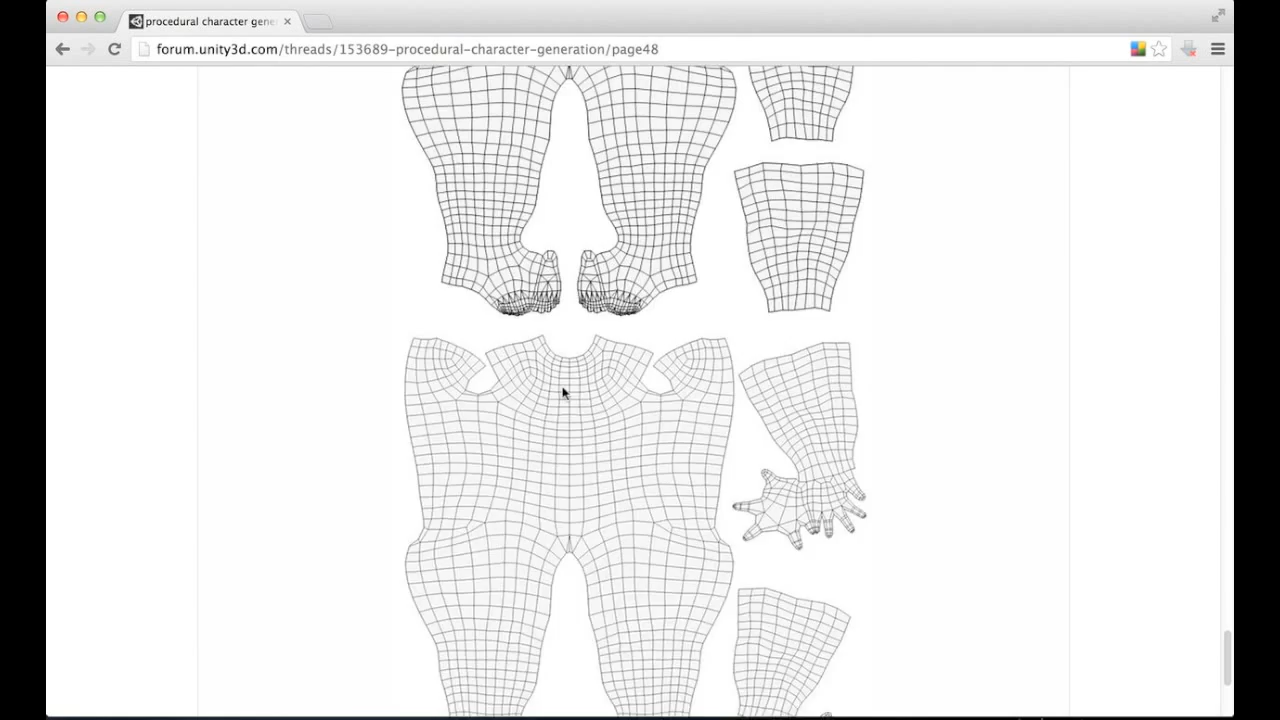 procedural character gene
forum.unity3d.com/threads/153689-procedural-character-generation/page48